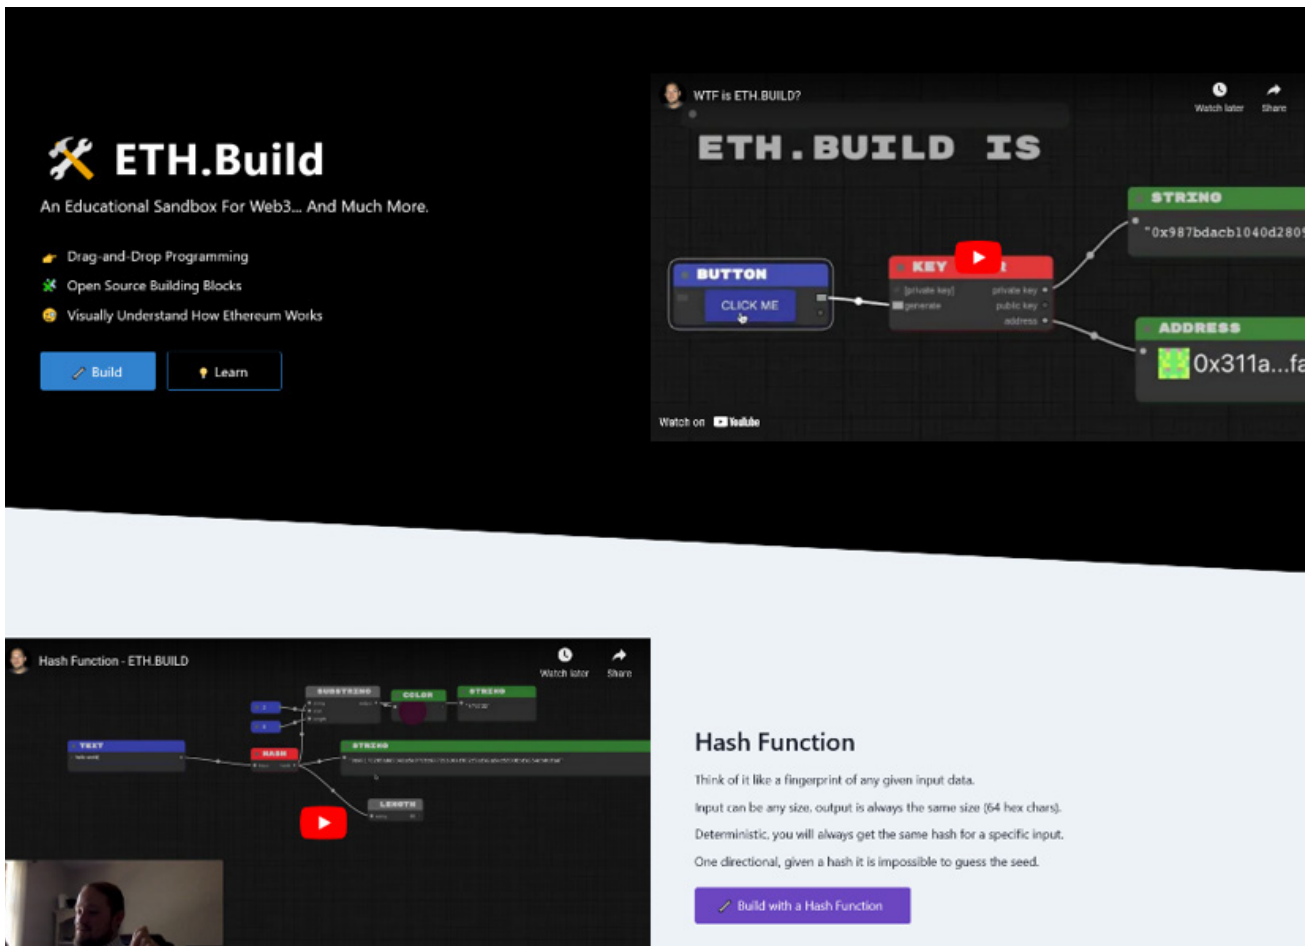 WTF is ETH.BUILD?
Watch later
Share
ETH.BUILD IS
ETH.Build
An Educational Sandbox For Web3... And Much More.
Drag-and-Drop Programming
Open Source Building Blocks
Visually Understand How Ethereum Works
Build
Learn
BUTTON
CLICK ME
KEY
[private key]
generate
private key
public key
address
STRING
"0x987bdacb1040d2809
ADDRESS
0x311a...fa
Watch on YouTube
Hash Function - ETH.BUILD
Watch later
Share
SUBSTRING
COLOR
STRING
TEXT
HASH
STRING
LENGTH
Hash Function
Think of it like a fingerprint of any given input data.
Input can be any size, output is always the same size (64 hex chars).
Deterministic, you will always get the same hash for a specific input.
One directional, given a hash it is impossible to guess the seed.
Build with a Hash Function